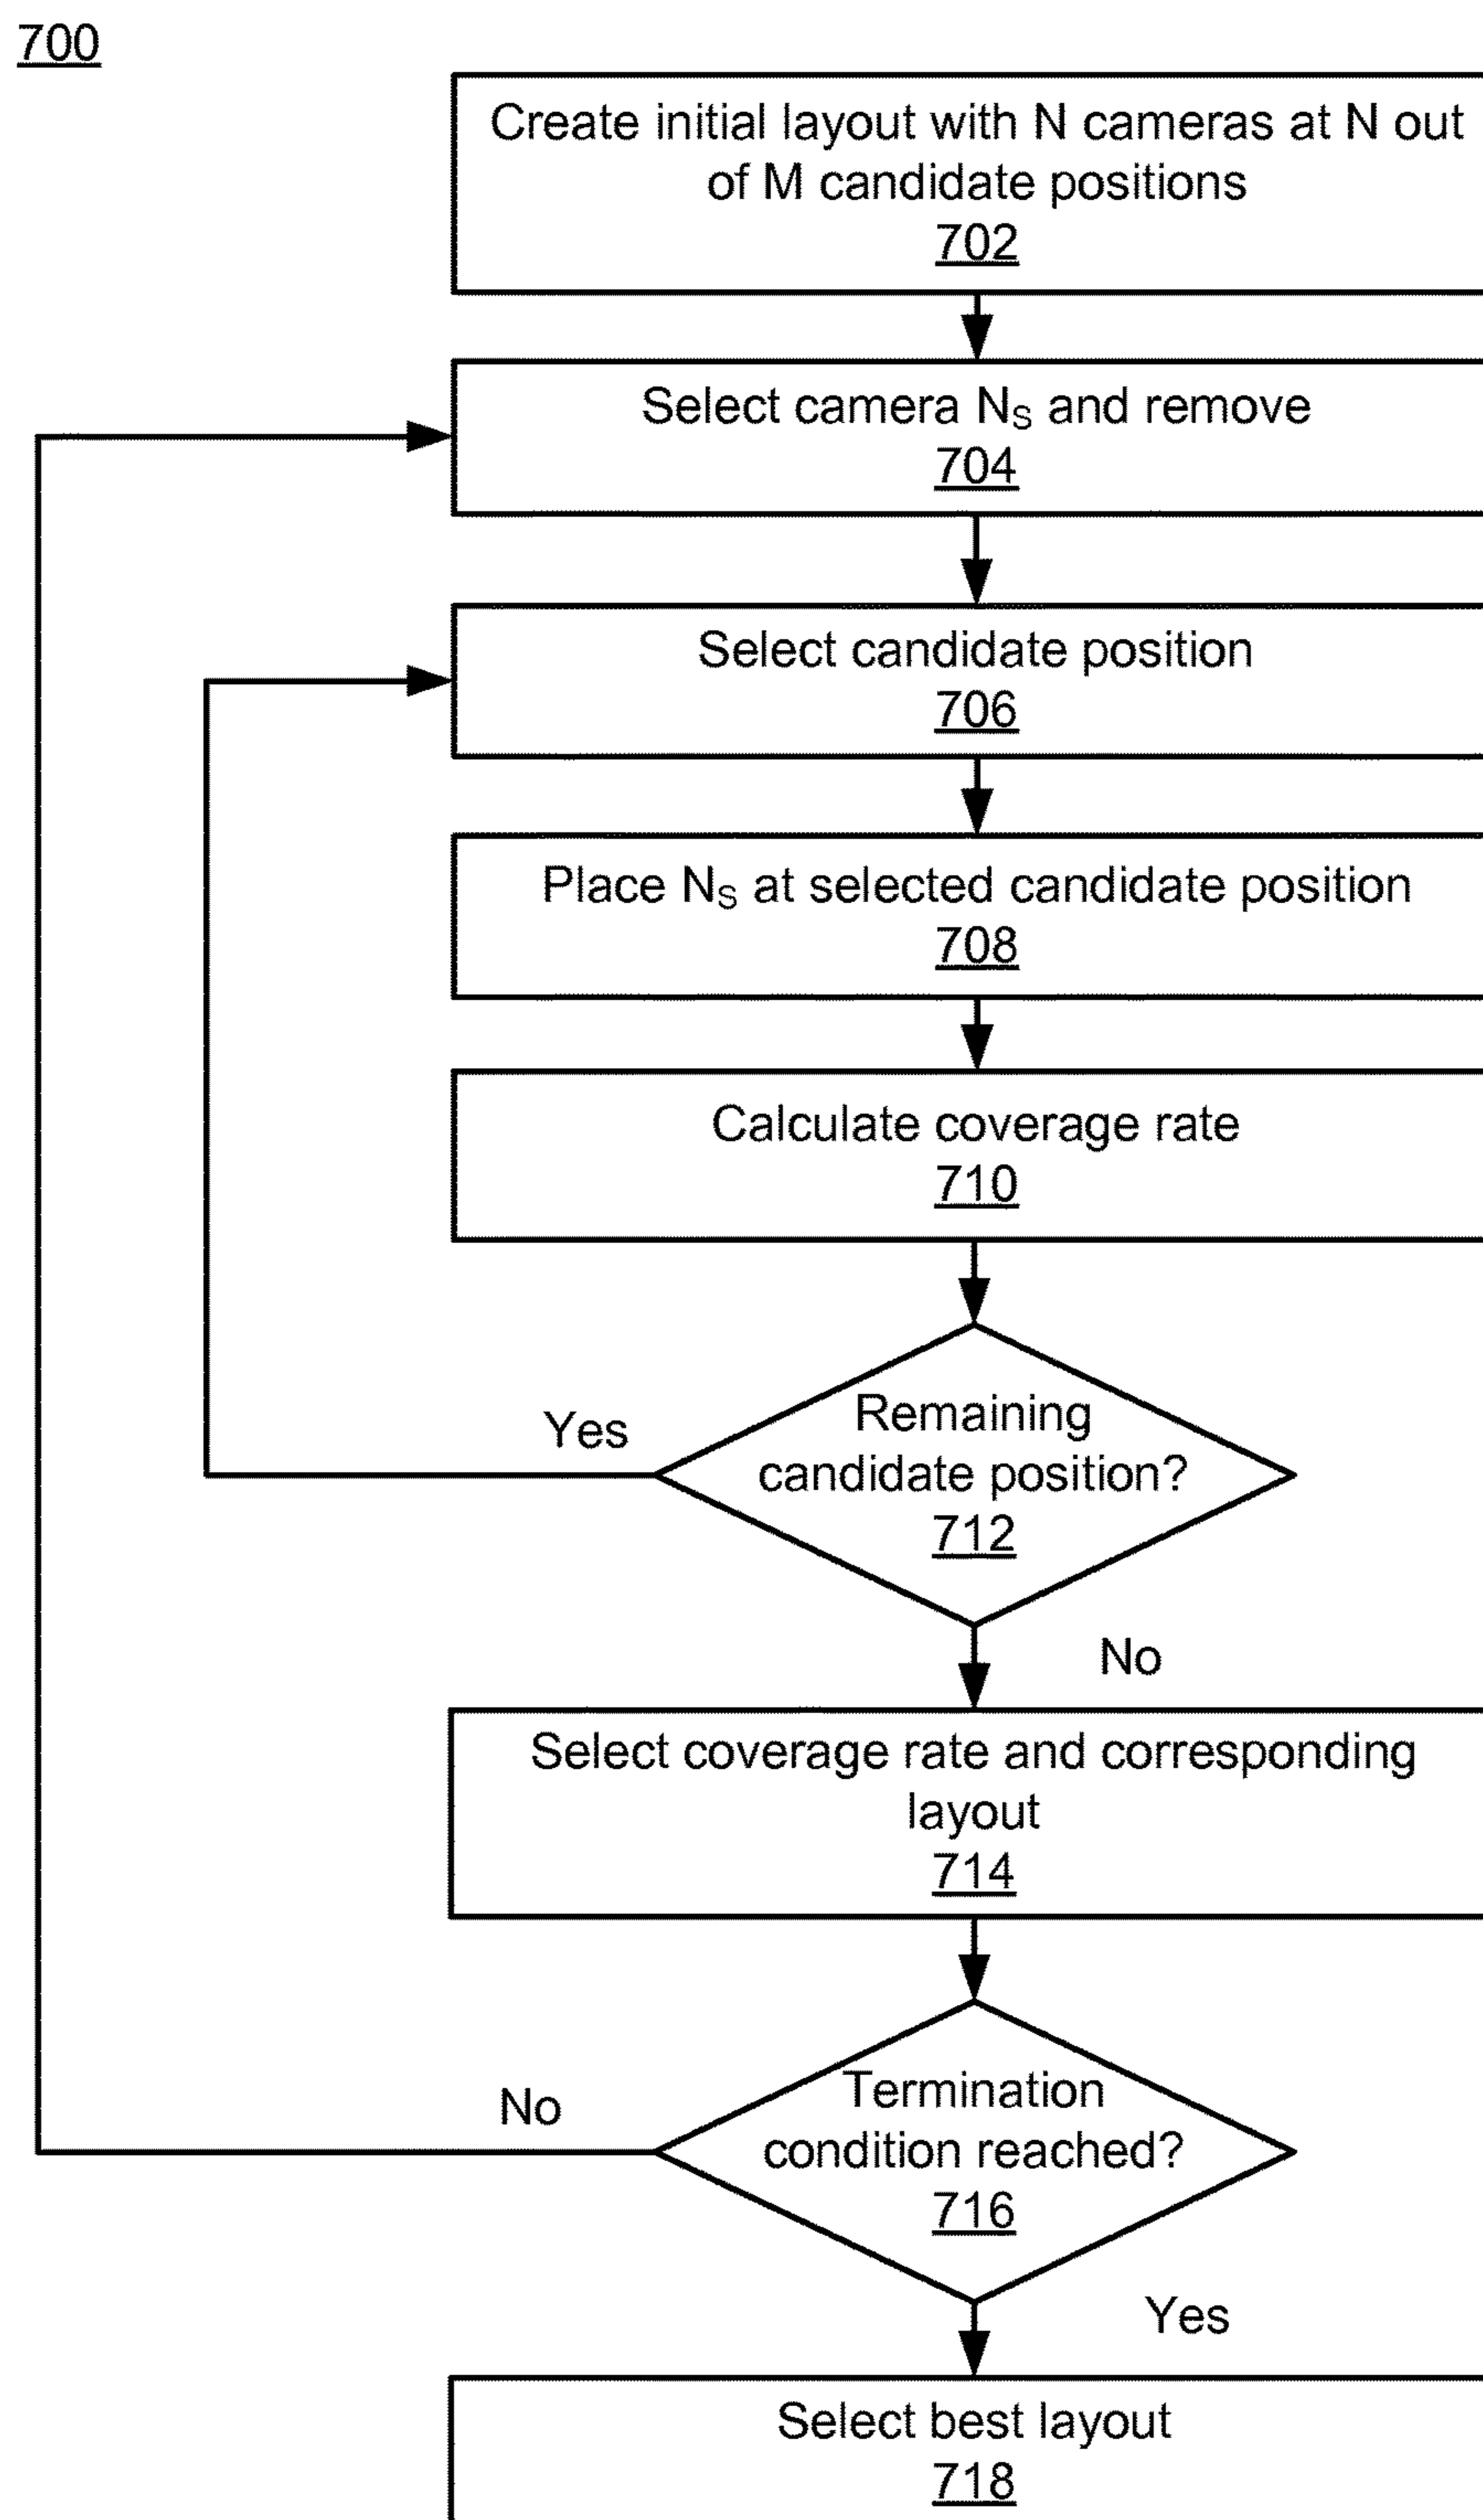 700
Create initial layout with N cameras at N out
of M candidate positions
702
Select camera NS and remove
704
Select candidate position
706
Place NS at selected candidate position
708
Calculate coverage rate
710
Yes
Remaining
candidate position?
712
No
Select coverage rate and corresponding
layout
714
No
Termination
condition reached?
716
Yes
Select best layout
718